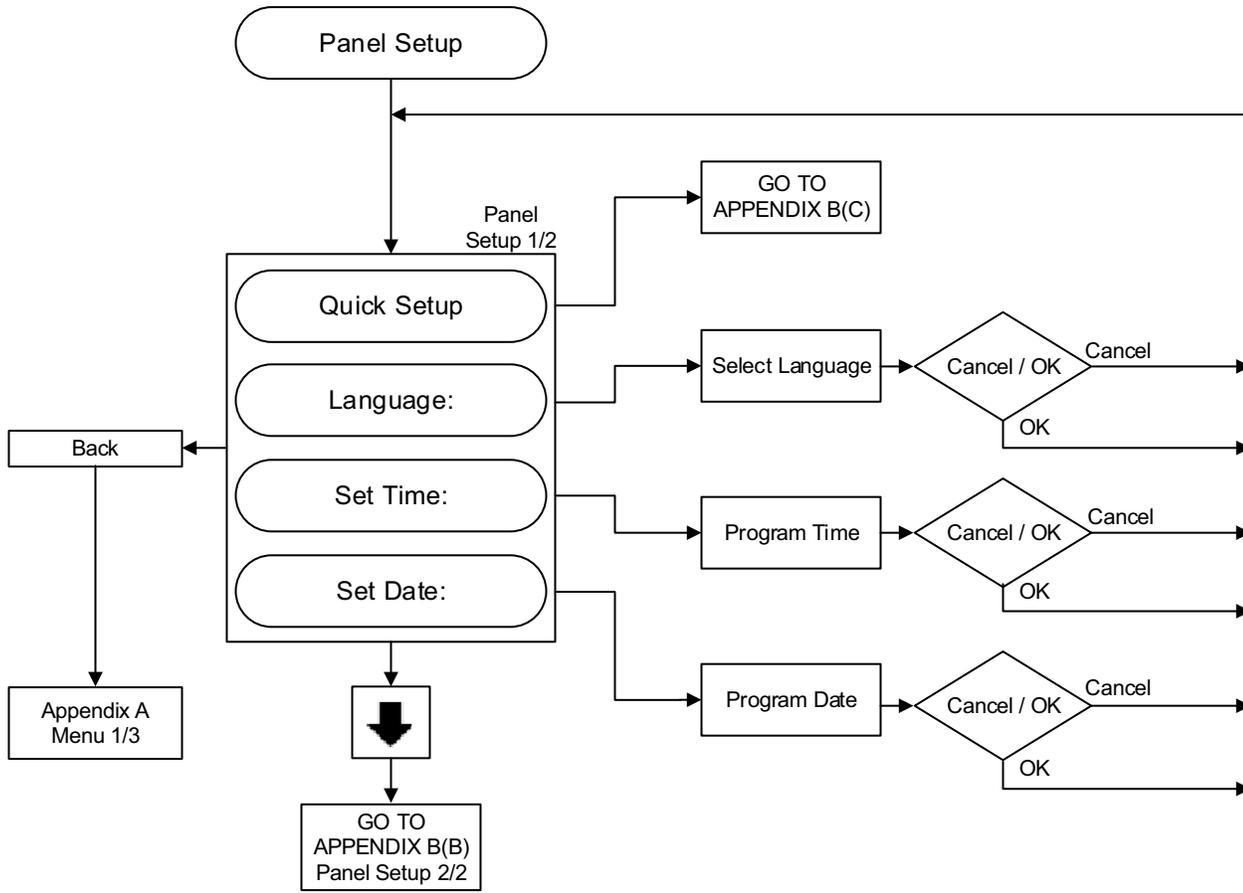 Panel Setup
GO TO
APPENDIX B(C)
Panel
Setup 1/2
Quick Setup
Language:
Set Time:
Set Date:
Select Language
Cancel / OK
Cancel
OK
Back
Program Time
Cancel / OK
Cancel
OK
Program Date
Cancel / OK
Cancel
OK
Appendix A
Menu 1/3
GO TO
APPENDIX B(B)
Panel Setup 2/2